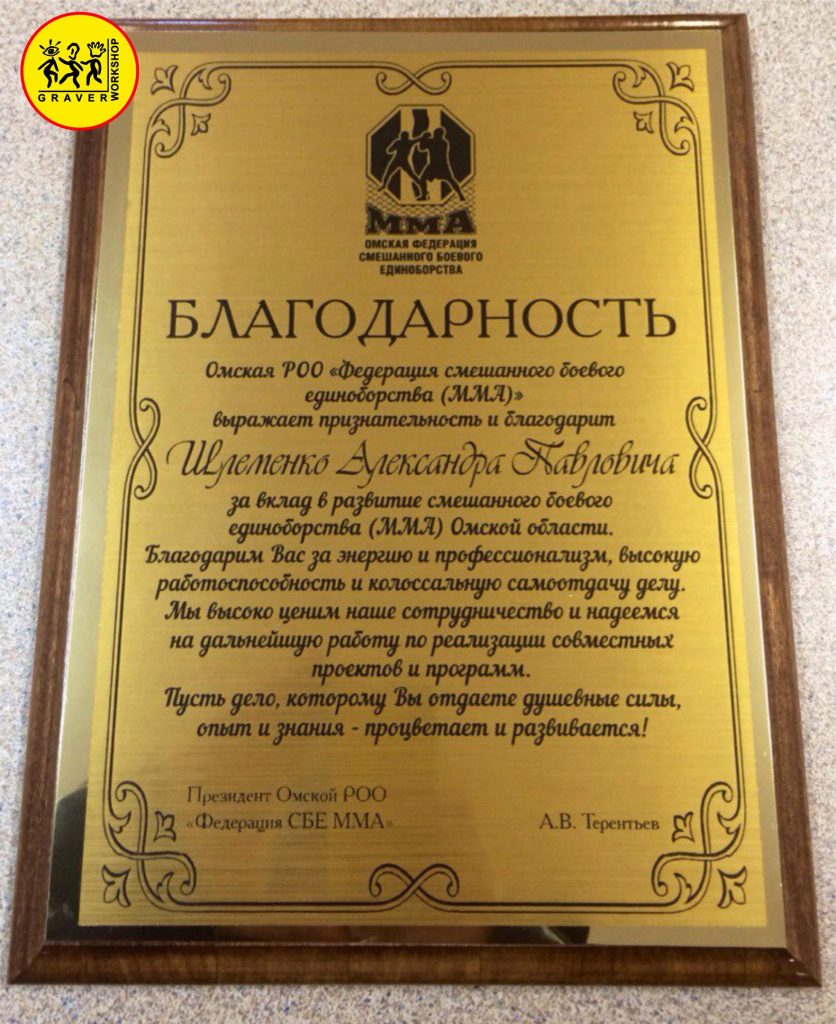 GRAVER
WORKSHOP
ММА
ОМСКАЯ ФЕДЕРАЦИЯ
СМЕШАННОГО БОЕВОГО
ЕДИНОБОРСТВА
БЛАГОДАРНОСТЬ
Омская РОО «Федерация смешанного боевого
единоборства (ММА)»
выражает признательность и благодарит
Шлеменко Александра Павловича
за вклад в развитие смешанного боевого
единоборства (ММА) Омской области.
Благодарим Вас за энергию и профессионализм, высокую
работоспособность и колоссальную самоотдачу делу.
Мы высоко ценим наше сотрудничество и надеемся
на дальнейшую работу по реализации совместных
проектов и программ.
Пусть дело, которому Вы отдаете душевные силы,
опыт и знания - процветает и развивается!
Президент Омской РОО
«Федерация СБЕ ММА»
А.В. Терентьев